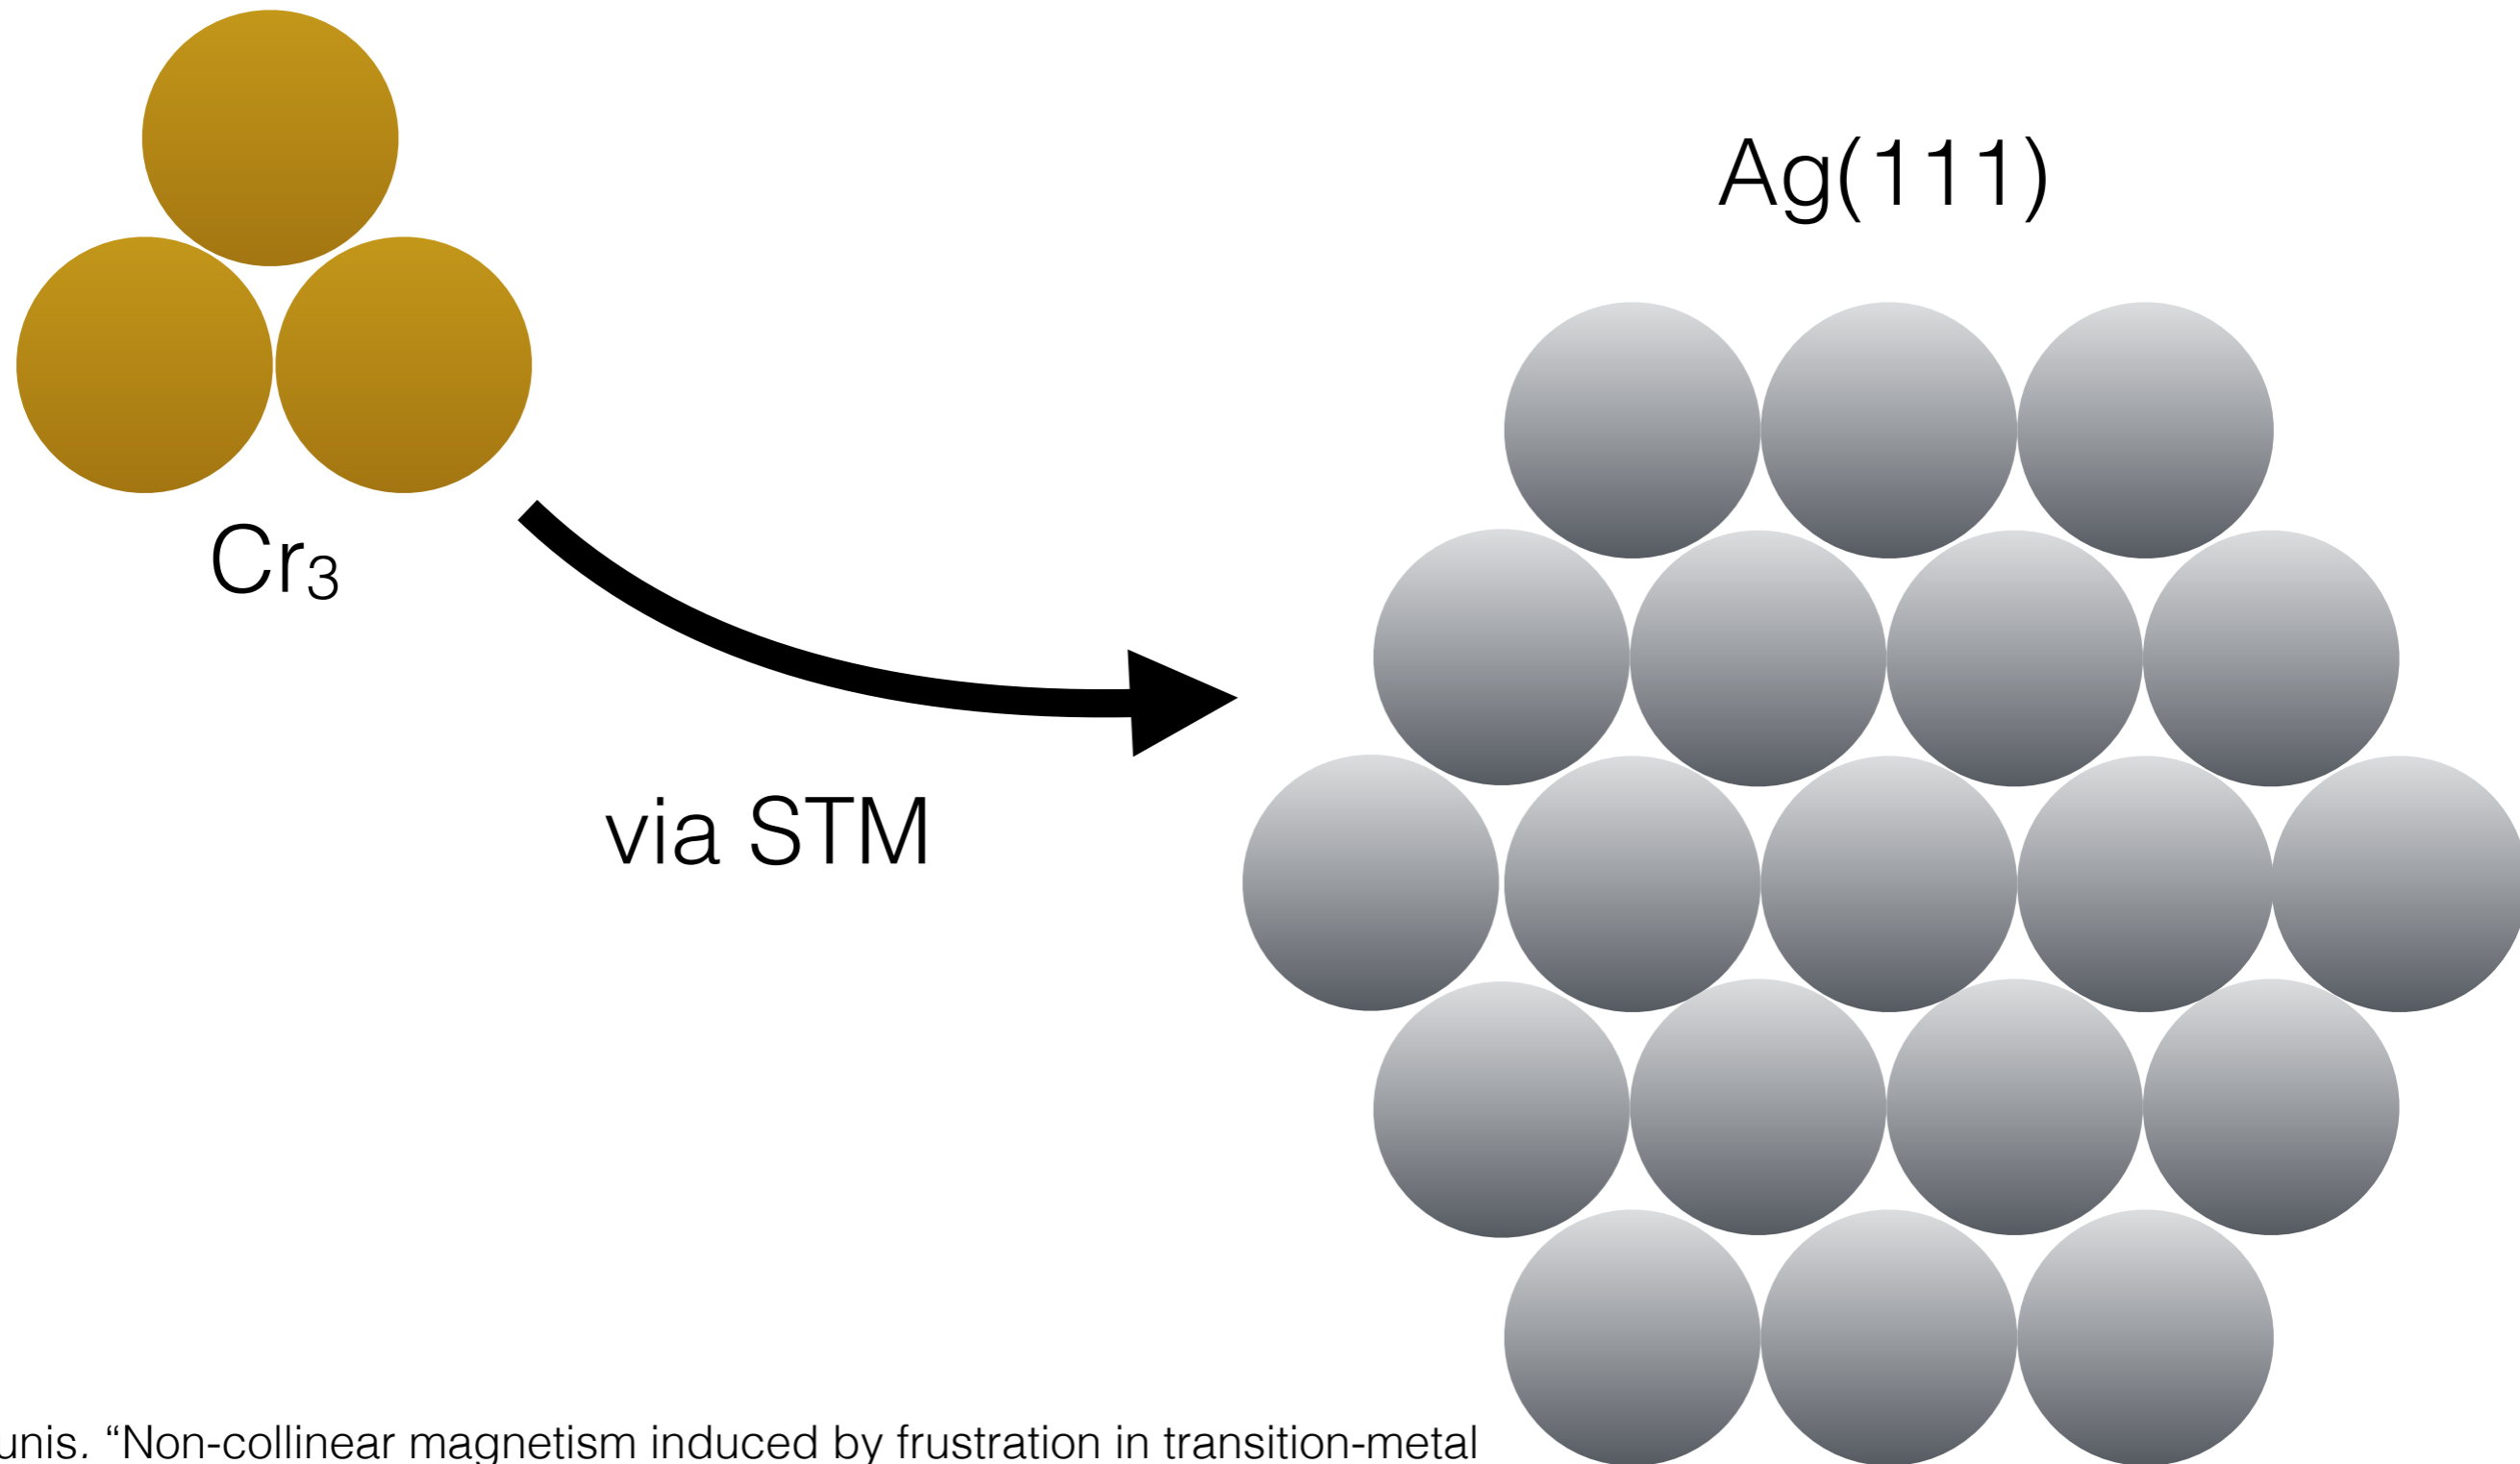 Ag(111)
Cr₃
via STM
unis. “Non-collinear magnetism induced by frustration in transition-metal